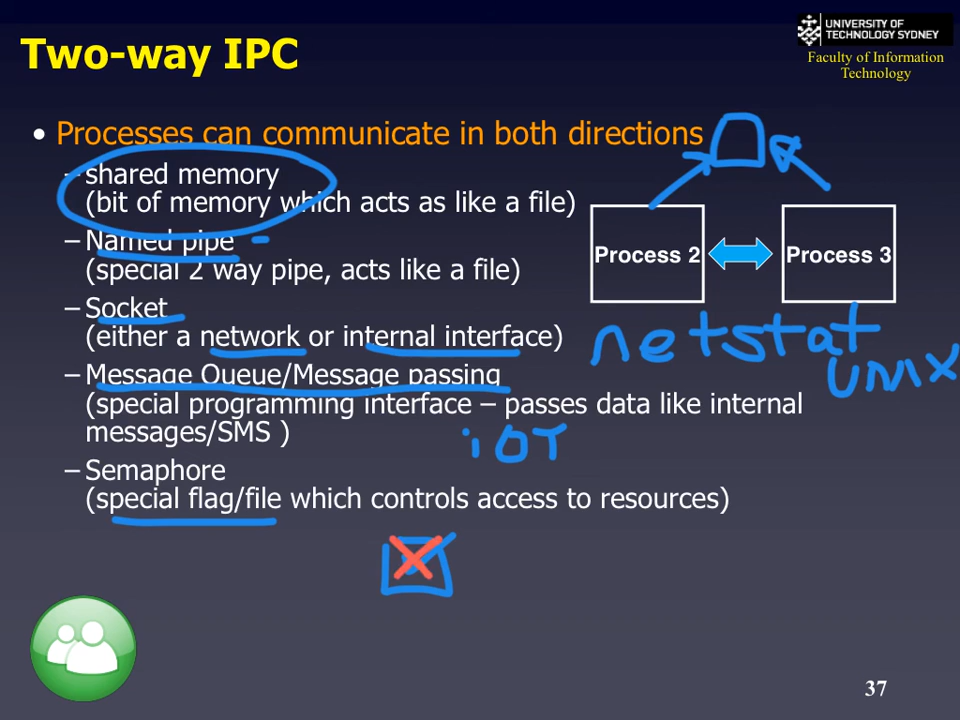 Two-way IPC
UNIVERSITY OF
TECHNOLOGY SYDNEY
Faculty of Information
Technology
• Processes can communicate in both directions
– shared memory
(bit of memory which acts as like a file)
– Named pipe
(special 2 way pipe, acts like a file)
– Socket
(either a network or internal interface)
– Message Queue/Message passing
(special programming interface – passes data like internal
messages/SMS )
– Semaphore
(special flag/file which controls access to resources)
Process 2
Process 3
netstat
unix
ioT
37